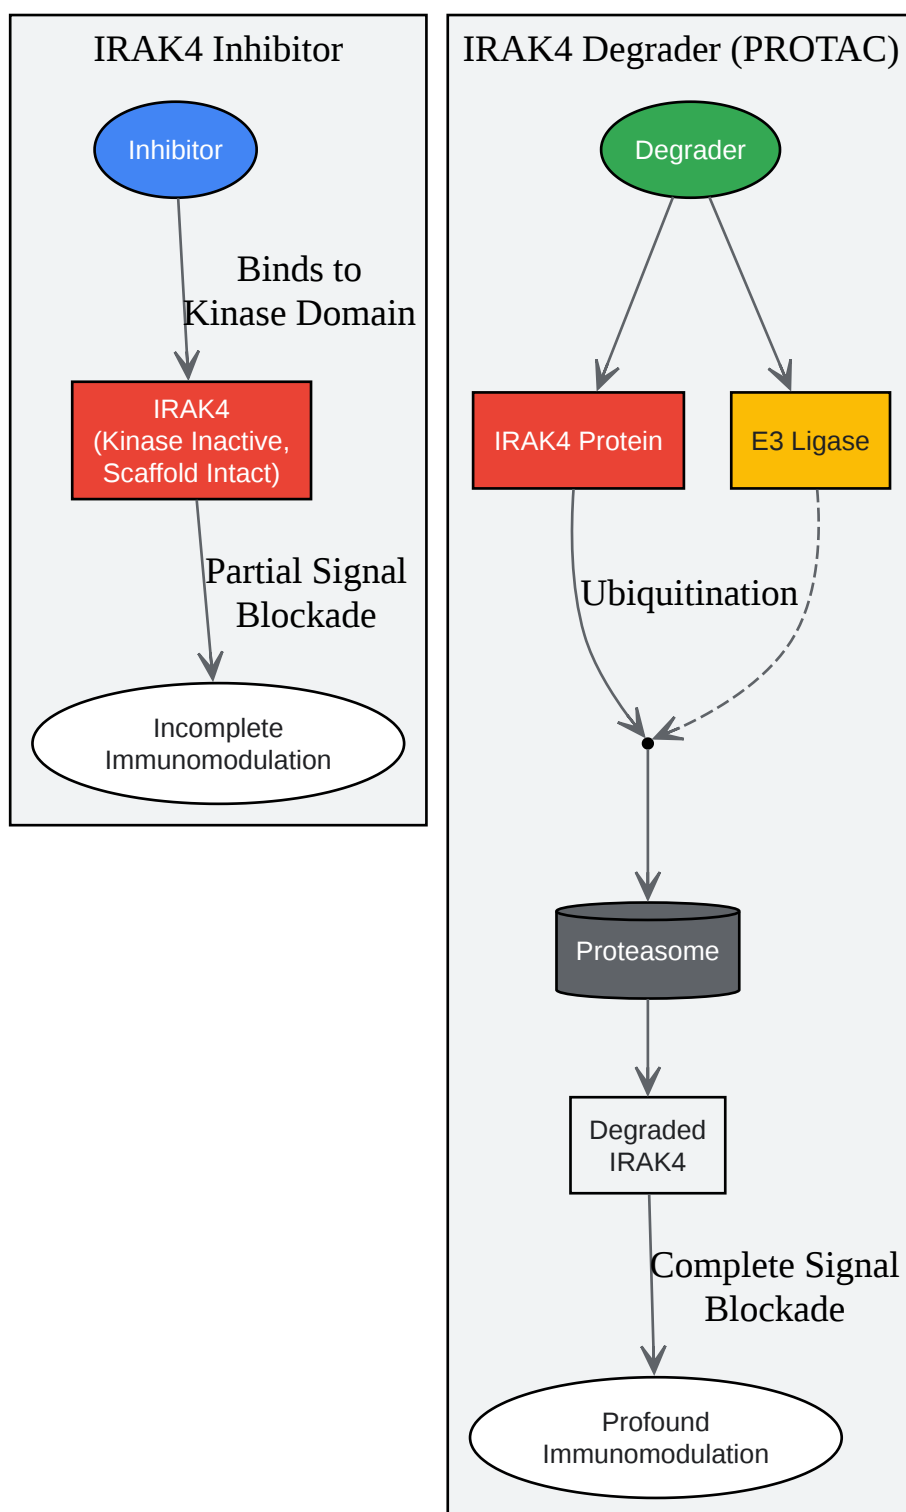 IRAK4 Inhibitor
Inhibitor
Binds to
Kinase Domain
IRAK4
(Kinase Inactive,
Scaffold Intact)
Partial Signal
Blockade
Incomplete
Immunomodulation
IRAK4 Degrader (PROTAC)
Degrader
IRAK4 Protein
E3 Ligase
Ubiquitination
Proteasome
Degraded
IRAK4
Complete Signal
Blockade
Profound
Immunomodulation